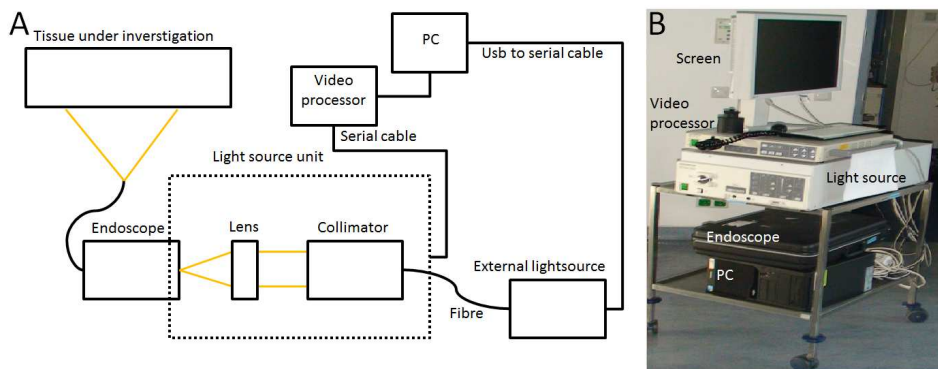 A
Tissue under inverstigation
PC
Usb to serial cable
Video
processor
Serial cable
Light source unit
Endoscope
Lens
Collimator
External lightsource
Fibre
B
Screen
Video
processor
Light source
Endoscope
PC